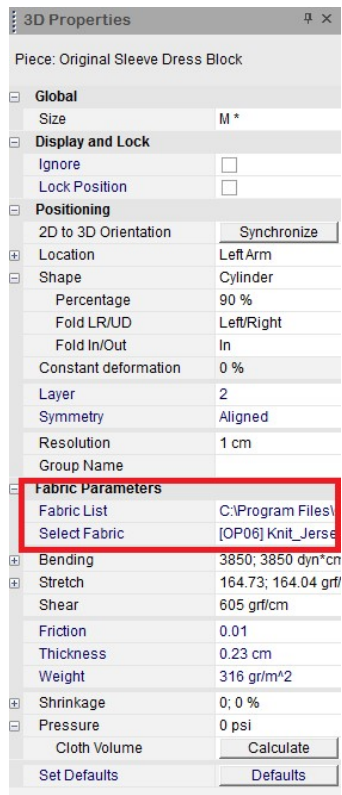 3D Properties
Piece: Original Sleeve Dress Block
Global
Size M *
Display and Lock
Ignore
Lock Position
Positioning
2D to 3D Orientation Synchronize
Location Left Arm
Shape Cylinder
Percentage 90 %
Fold LR/UD Left/Right
Fold In/Out In
Constant deformation 0 %
Layer 2
Symmetry Aligned
Resolution 1 cm
Group Name
Fabric Parameters
Fabric List C:\Program Files\
Select Fabric [OP06] Knit_Jerse
Bending 3850; 3850 dyn*cm
Stretch 164.73; 164.04 grf/
Shear 605 grf/cm
Friction 0.01
Thickness 0.23 cm
Weight 316 gr/m^2
Shrinkage 0; 0 %
Pressure 0 psi
Cloth Volume Calculate
Set Defaults Defaults